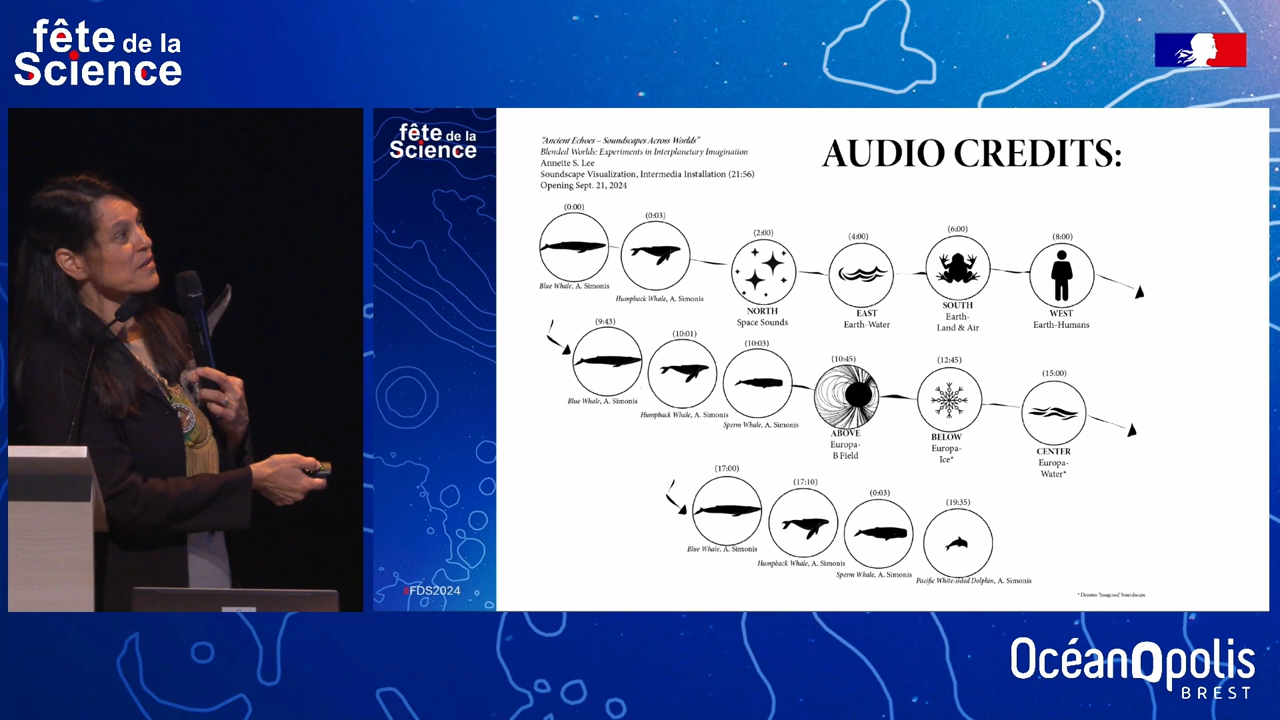 fête de la
Science
fête de la
Science
"Ancient Echoes – Soundscapes Across Worlds"
Blended Worlds: Experiments in Interplanetary Imagination
Annette S. Lee
Soundscape Visualization, Intermedia Installation (21:56)
Opening Sept. 21, 2024
AUDIO CREDITS:
(0:00)
Blue Whale, A. Simonis
(0:03)
Humpback Whale, A. Simonis
(2:00)
NORTH
Space Sounds
(4:00)
EAST
Earth-Water
(6:00)
SOUTH
Earth-
Land & Air
(8:00)
WEST
Earth-Humans
(9:43)
Blue Whale, A. Simonis
(10:01)
Humpback Whale, A. Simonis
(10:03)
Sperm Whale, A. Simonis
(10:45)
ABOVE
Europa-
B Field
(12:45)
BELOW
Europa-
Ice*
(15:00)
CENTER
Europa-
Water*
(17:00)
Blue Whale, A. Simonis
(17:10)
Humpback Whale, A. Simonis
(0:03)
Sperm Whale, A. Simonis
(19:35)
Pacific White-sided Dolphin, A. Simonis
* Denotes "Imagined Soundscape
#FDS2024
OcéanOpolis
BREST